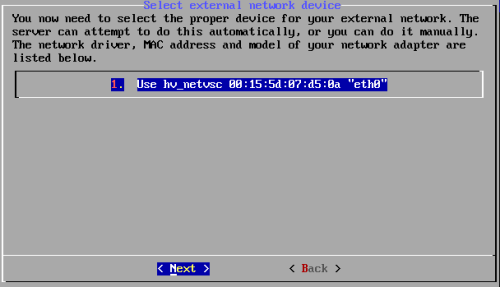 Select external network device
You now need to select the proper device for your external network. The
server can attempt to do this automatically, or you can do it manually.
The network driver, MAC address and model of your network adapter are
listed below.
1. Use hv_netvsc 00:15:5d:07:d5:0a "eth0"
< Next > < Back >